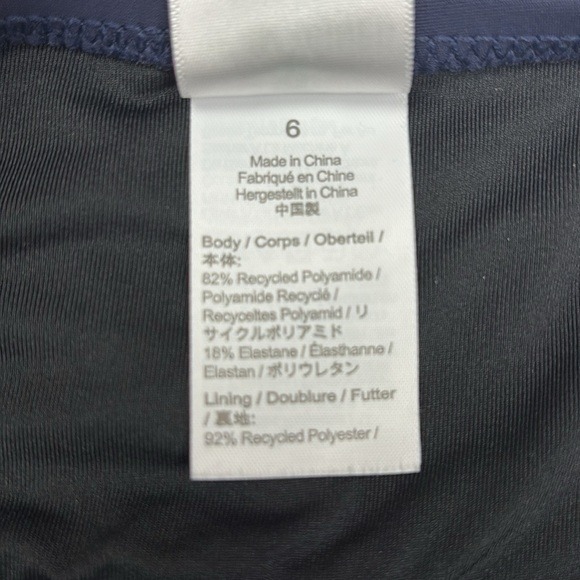 6
Made in China
Fabriqué en Chine
Hergestellt in China
中国製
Body / Corps / Oberteil /
本体:
82% Recycled Polyamide /
Polyamide Recyclé /
Recyceltes Polyamid / リ
サイクルポリアミド
18% Elastane / Élasthanne /
Elastan / ポリウレタン
Lining / Doublure / Futter
/ 裏地:
92% Recycled Polyester /